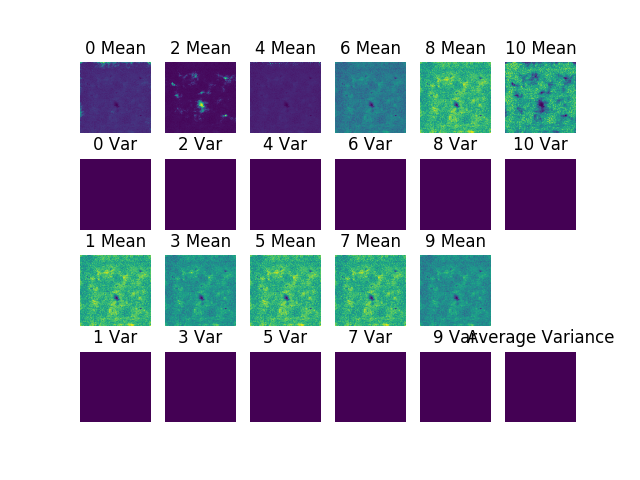 0 Mean 2 Mean 4 Mean 6 Mean 8 Mean 10 Mean
0 Var 2 Var 4 Var 6 Var 8 Var 10 Var
1 Mean 3 Mean 5 Mean 7 Mean 9 Mean
1 Var 3 Var 5 Var 7 Var 9 Var Average Variance